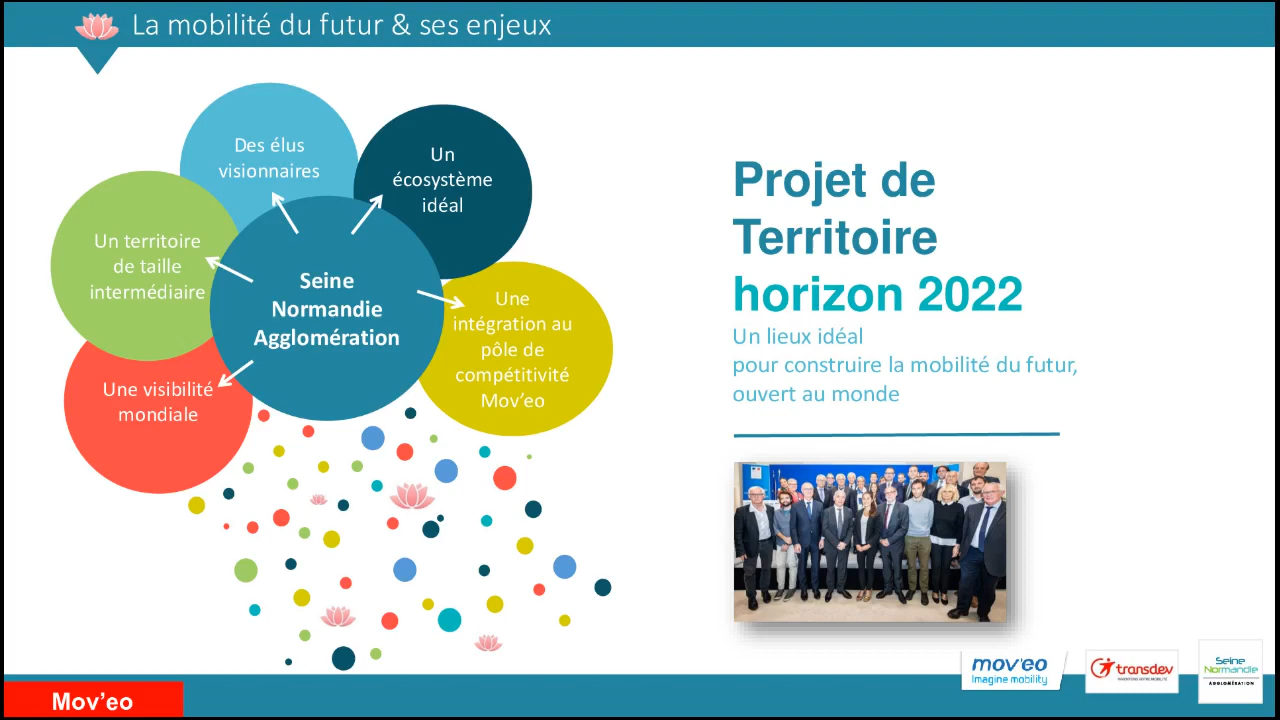 La mobilité du futur & ses enjeux
Des élus
visionnaires
Un
écosystème
idéal
Un territoire
de taille
intermédiaire
Seine
Normandie
Agglomération
Une
intégration au
pôle de
compétitivité
Mov’eo
Une visibilité
mondiale
Projet de
Territoire
horizon 2022
Un lieux idéal
pour construire la mobilité du futur,
ouvert au monde
mov'eo
Imagine mobility
transdev
Seine
Normandie
AGGLOMÉRATION
Mov’eo